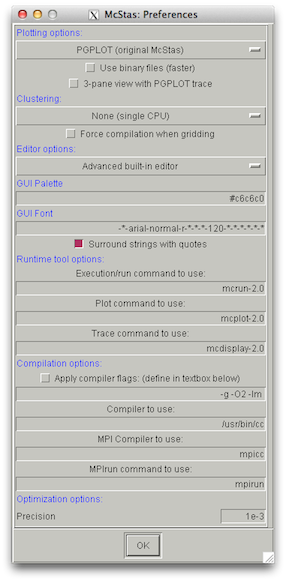 McStas: Preferences
Plotting options:
PGPLOT (original McStas)
Use binary files (faster)
3-pane view with PGPLOT trace
Clustering:
None (single CPU)
Force compilation when gridding
Editor options:
Advanced built-in editor
GUI Palette
#c6c6c0
GUI Font
-*-arial-normal-r-*-*-*-120-*-*-*-*-*-*
Surround strings with quotes
Runtime tool options:
Execution/run command to use:
mcrun-2.0
Plot command to use:
mcplot-2.0
Trace command to use:
mcdisplay-2.0
Compilation options:
Apply compiler flags: (define in textbox below)
-g -O2 -lm
Compiler to use:
/usr/bin/cc
MPI Compiler to use:
mpicc
MPIrun command to use:
mpirun
Optimization options:
Precision 1e-3
OK